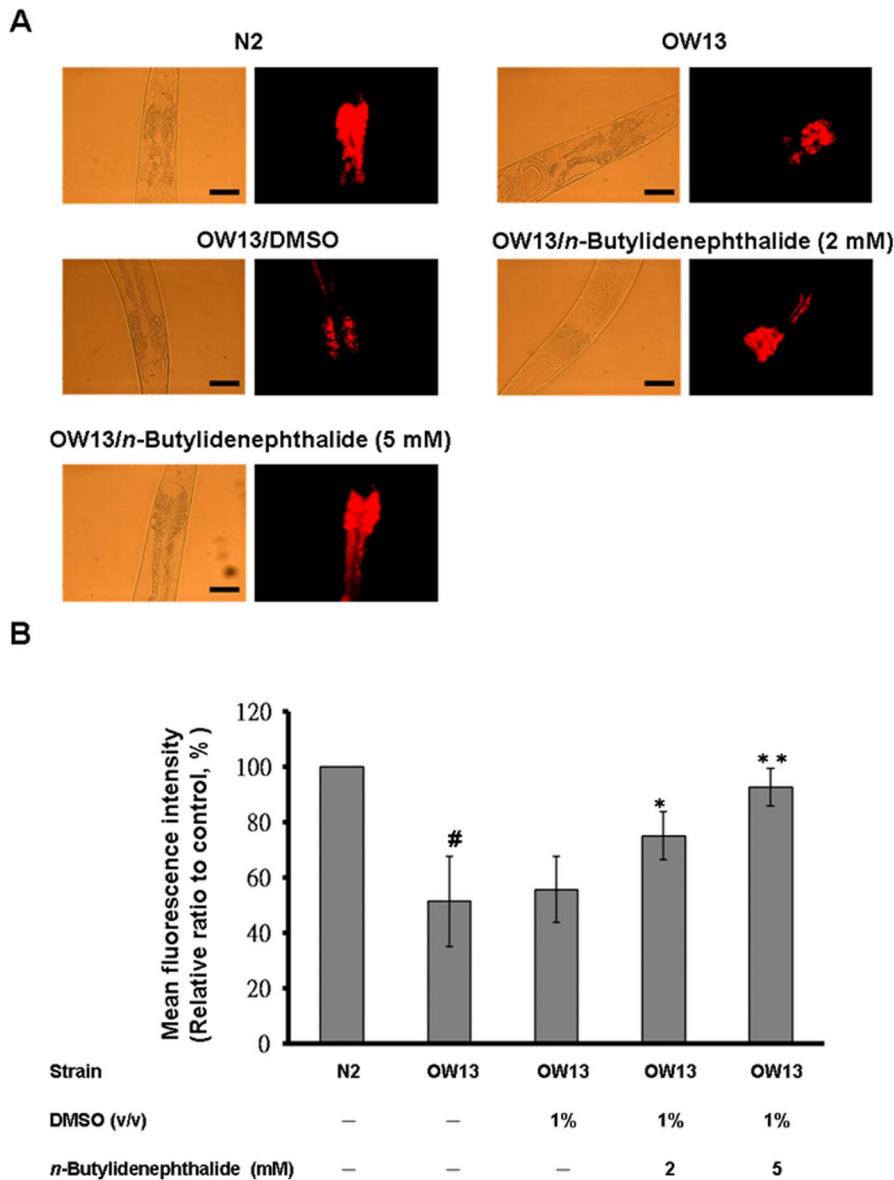 A
N2
OW13
OW13/DMSO
OW13/n-Butylidenephthalide (2 mM)
OW13/n-Butylidenephthalide (5 mM)
B
Mean fluorescence intensity
(Relative ratio to control, % )
120
100
80
60
40
20
0
#
*
**
Strain N2 OW13 OW13 OW13 OW13
DMSO (v/v) — — 1% 1% 1%
n-Butylidenephthalide (mM) — — — 2 5